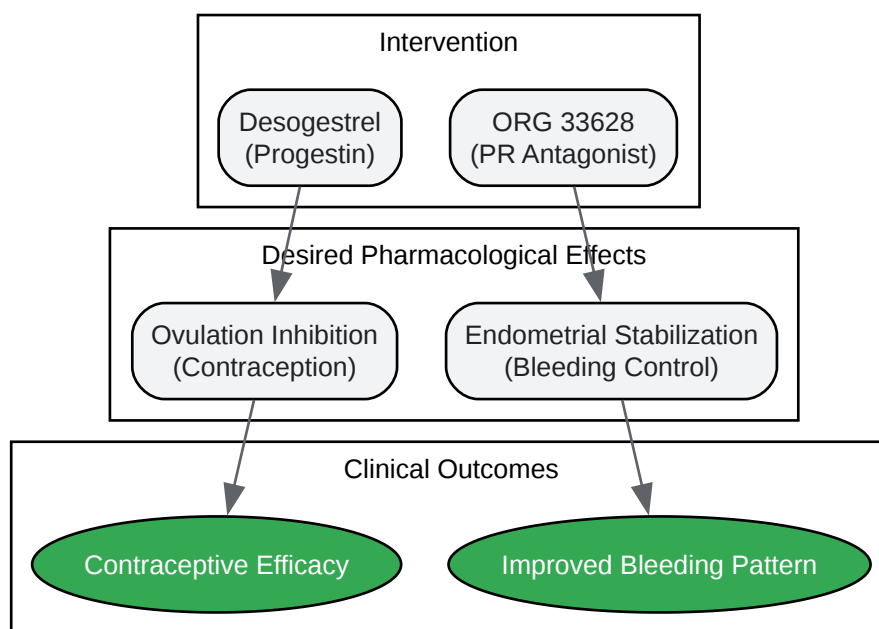 Intervention
Desogestrel
(Progestin)
ORG 33628
(PR Antagonist)
Desired Pharmacological Effects
Ovulation Inhibition
(Contraception)
Endometrial Stabilization
(Bleeding Control)
Clinical Outcomes
Contraceptive Efficacy
Improved Bleeding Pattern